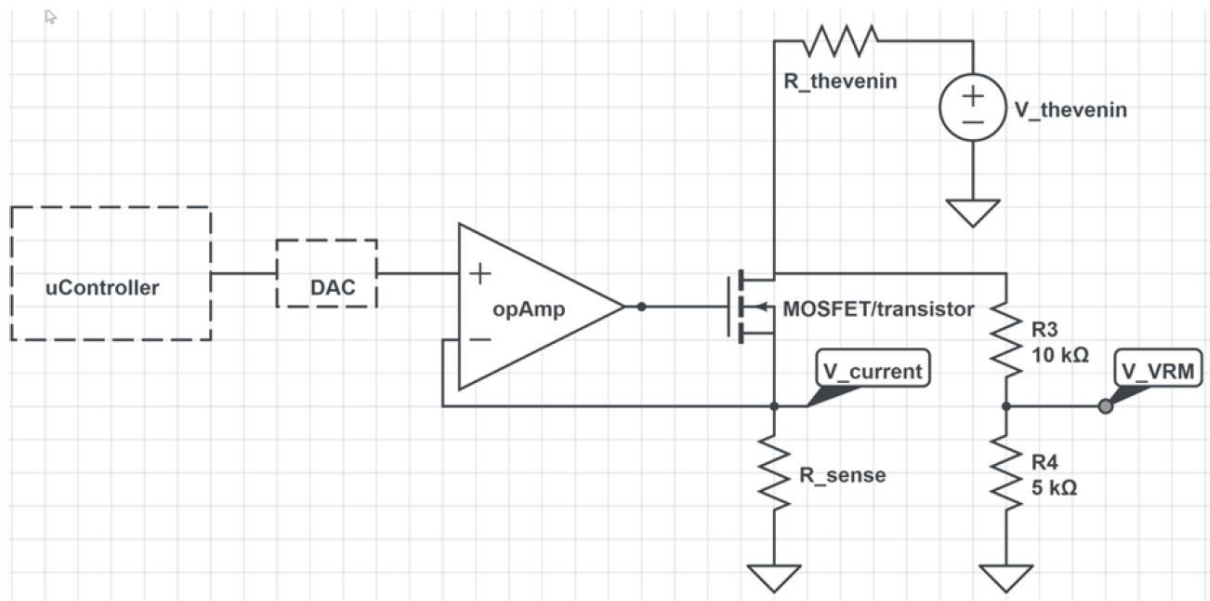 R_thevenin
+
−
V_thevenin
uController
DAC
+
opAmp
−
MOSFET/transistor
R3
10 kΩ
V_current
V_VRM
R_sense
R4
5 kΩ